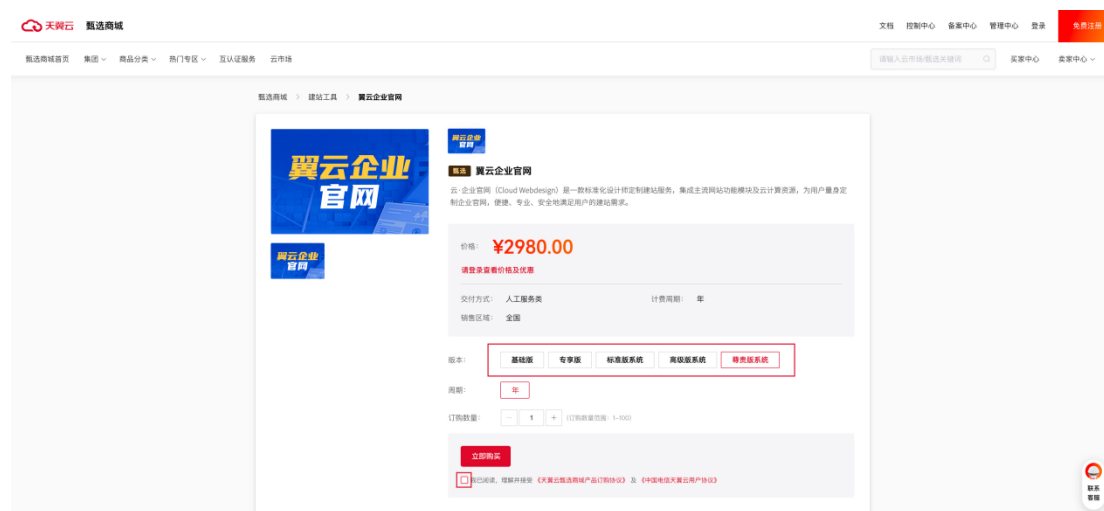 天翼云 甄选商城 文档 控制中心 备案中心 管理中心 登录 免费注册
甄选商城首页 集团 商品分类 热门专区 互认证服务 云市场 请输入云市场/甄选关键词 买家中心 卖家中心
甄选商城 > 建站工具 > 翼云企业官网
翼云企业
官网
翼云企业
官网
翼云企业
官网
甄选 翼云企业官网
云-企业官网（Cloud Webdesign）是一款标准化设计师定制建站服务，集成主流网站功能模块及云计算资源，为用户量身定
制企业官网，便捷、专业、安全地满足用户的建站需求。
价格: ¥2980.00
请登录查看价格及优惠
交付方式: 人工服务类 计费周期: 年
销售区域: 全国
版本: 基础版 专享版 标准版系统 高级版系统 尊贵版系统
周期: 年
订购数量: - 1 + (订购数量范围: 1-100)
立即购买
我已阅读，理解并接受 《天翼云甄选商城产品订购协议》 及 《中国电信天翼云用户协议》
联系
客服